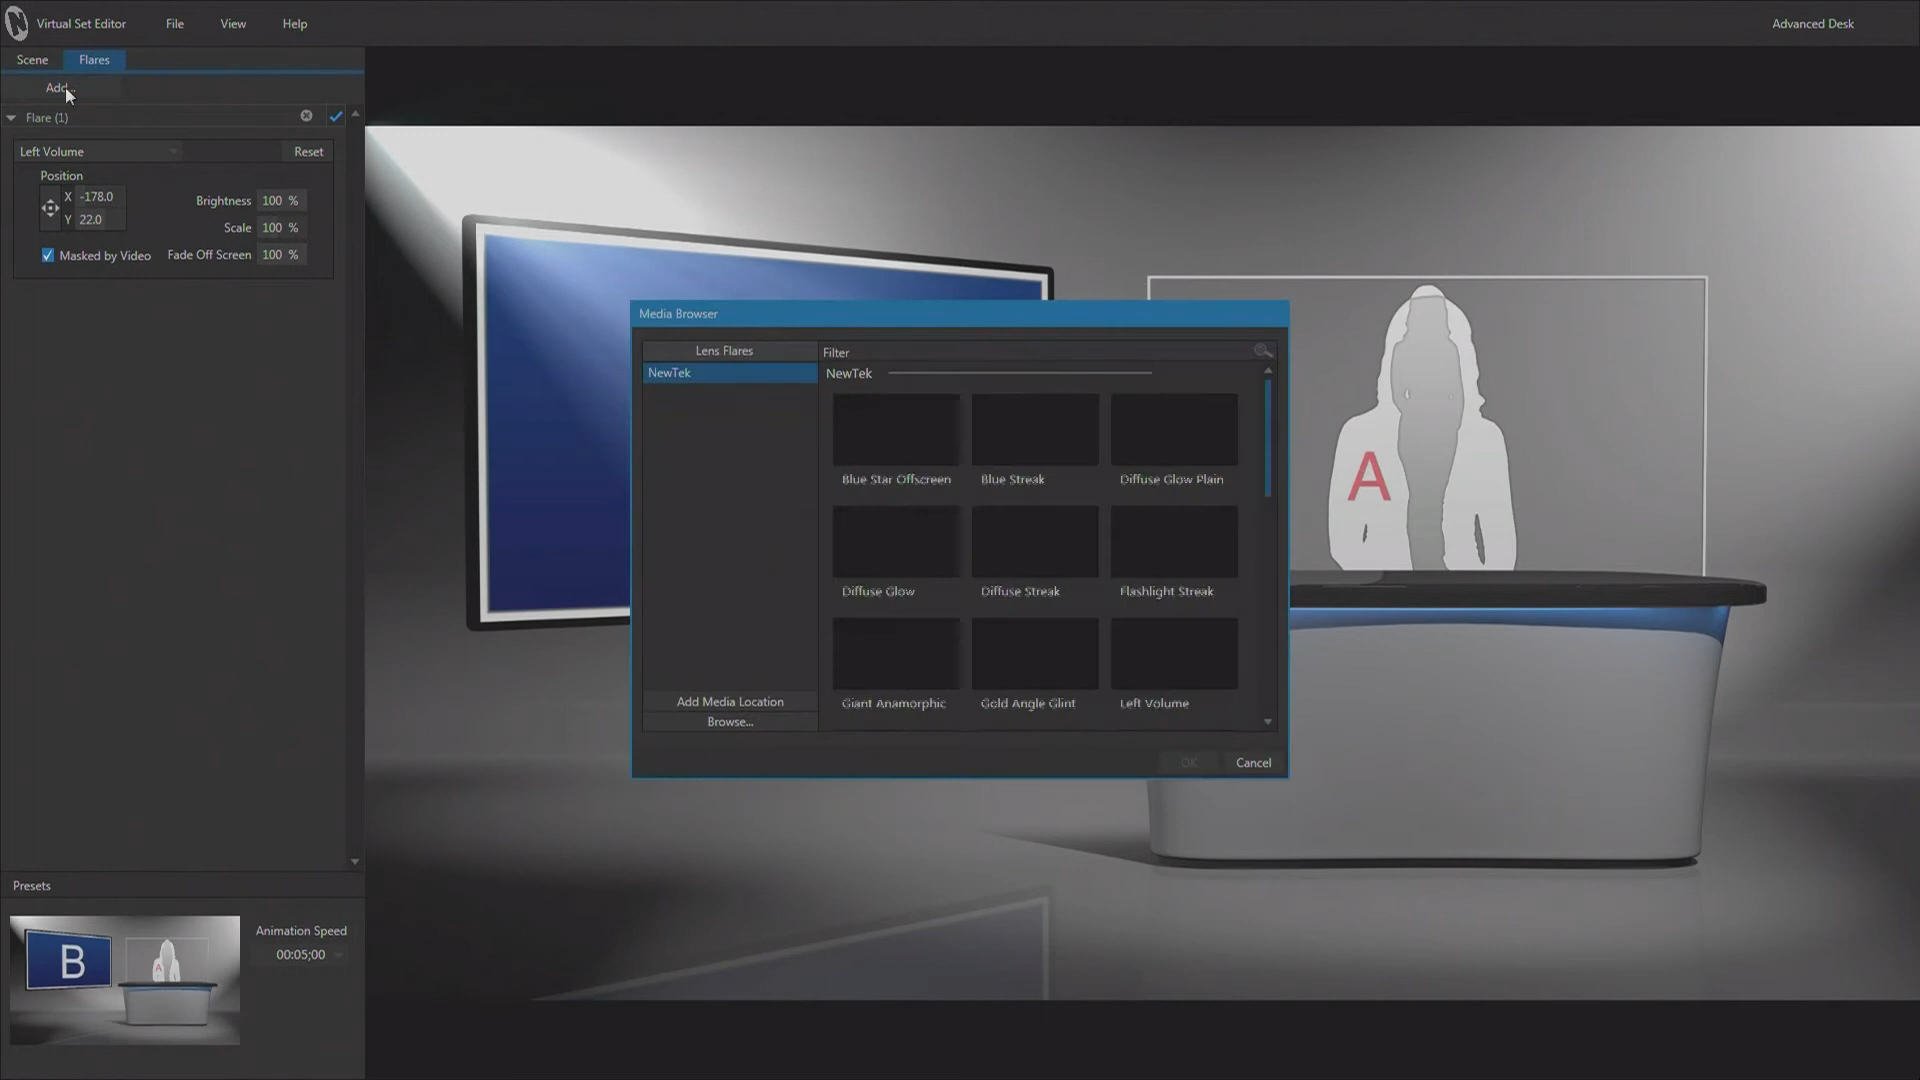 Virtual Set Editor File View Help Advanced Desk
Scene Flares
Add...
Flare (1)
Left Volume Reset
Position
X -178.0
Y 22.0
Brightness 100 %
Scale 100 %
Masked by Video Fade Off Screen 100 %
Media Browser
Lens Flares Filter
NewTek NewTek
Blue Star Offscreen Blue Streak Diffuse Glow Plain
Diffuse Glow Diffuse Streak Flashlight Streak
Giant Anamorphic Gold Angle Glint Left Volume
Add Media Location
Browse...
OK Cancel
A
Presets
Animation Speed
00:05;00
B
A